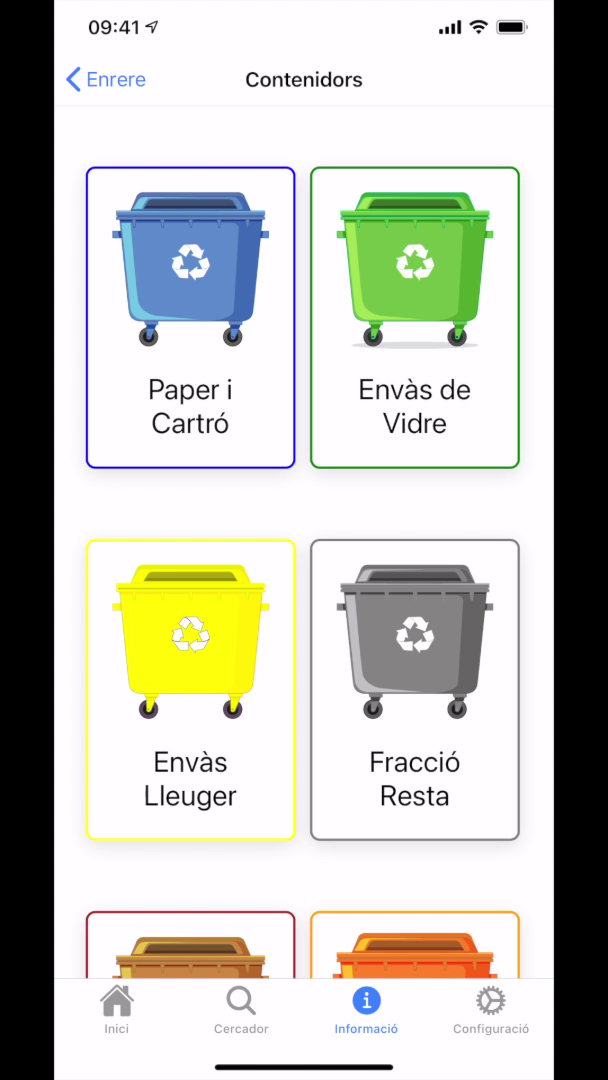 09:41
Enrere
Contenidors
Paper i
Cartró
Envàs de
Vidre
Envàs
Lleuger
Fracció
Resta
Inici
Cercador
Informació
Configuració